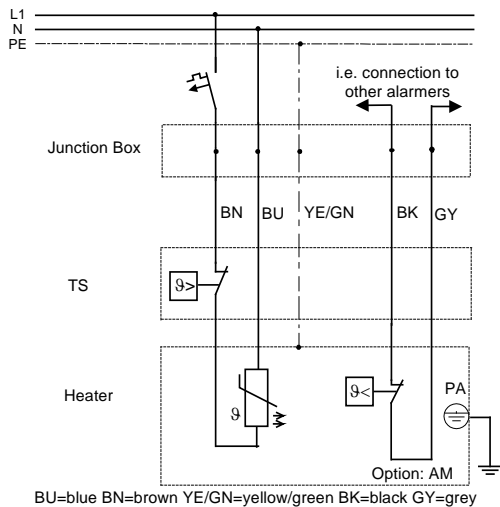 L1
N
PE
i.e. connection to
other alarmers
Junction Box
BN
BU
YE/GN
BK
GY
TS
ϑ>
Heater
ϑ
ϑ<
PA
Option: AM
BU=blue BN=brown YE/GN=yellow/green BK=black GY=grey